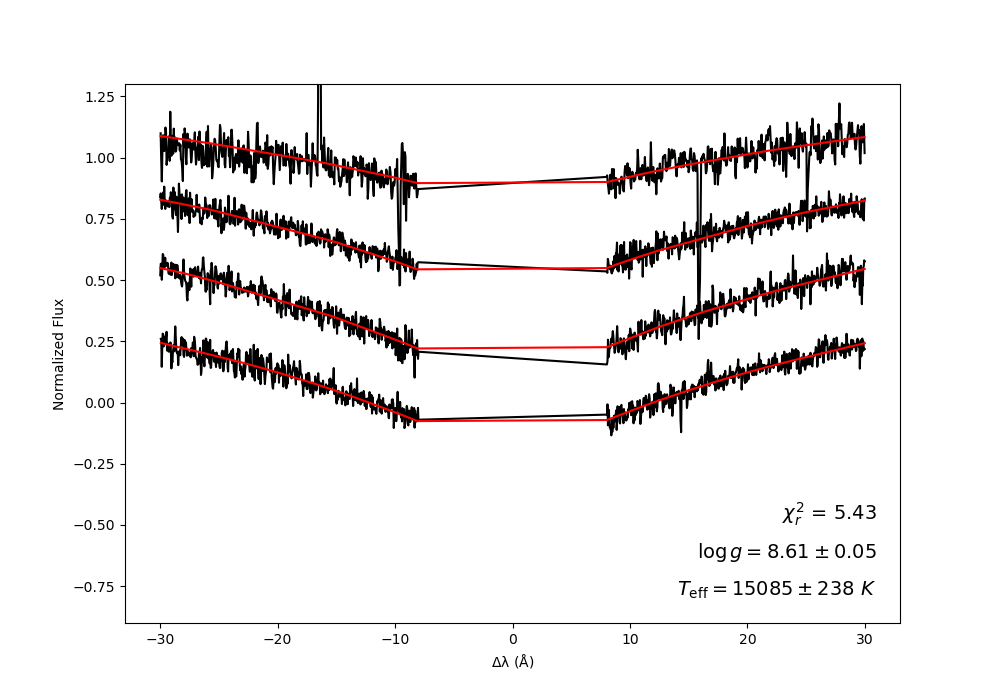 1.25
1.00
0.75
0.50
0.25
0.00
−0.25
−0.50
−0.75
Normalized Flux
χ²ᵣ = 5.43
log g = 8.61 ± 0.05
T_eff = 15085 ± 238 K
−30 −20 −10 0 10 20 30
Δλ (Å)